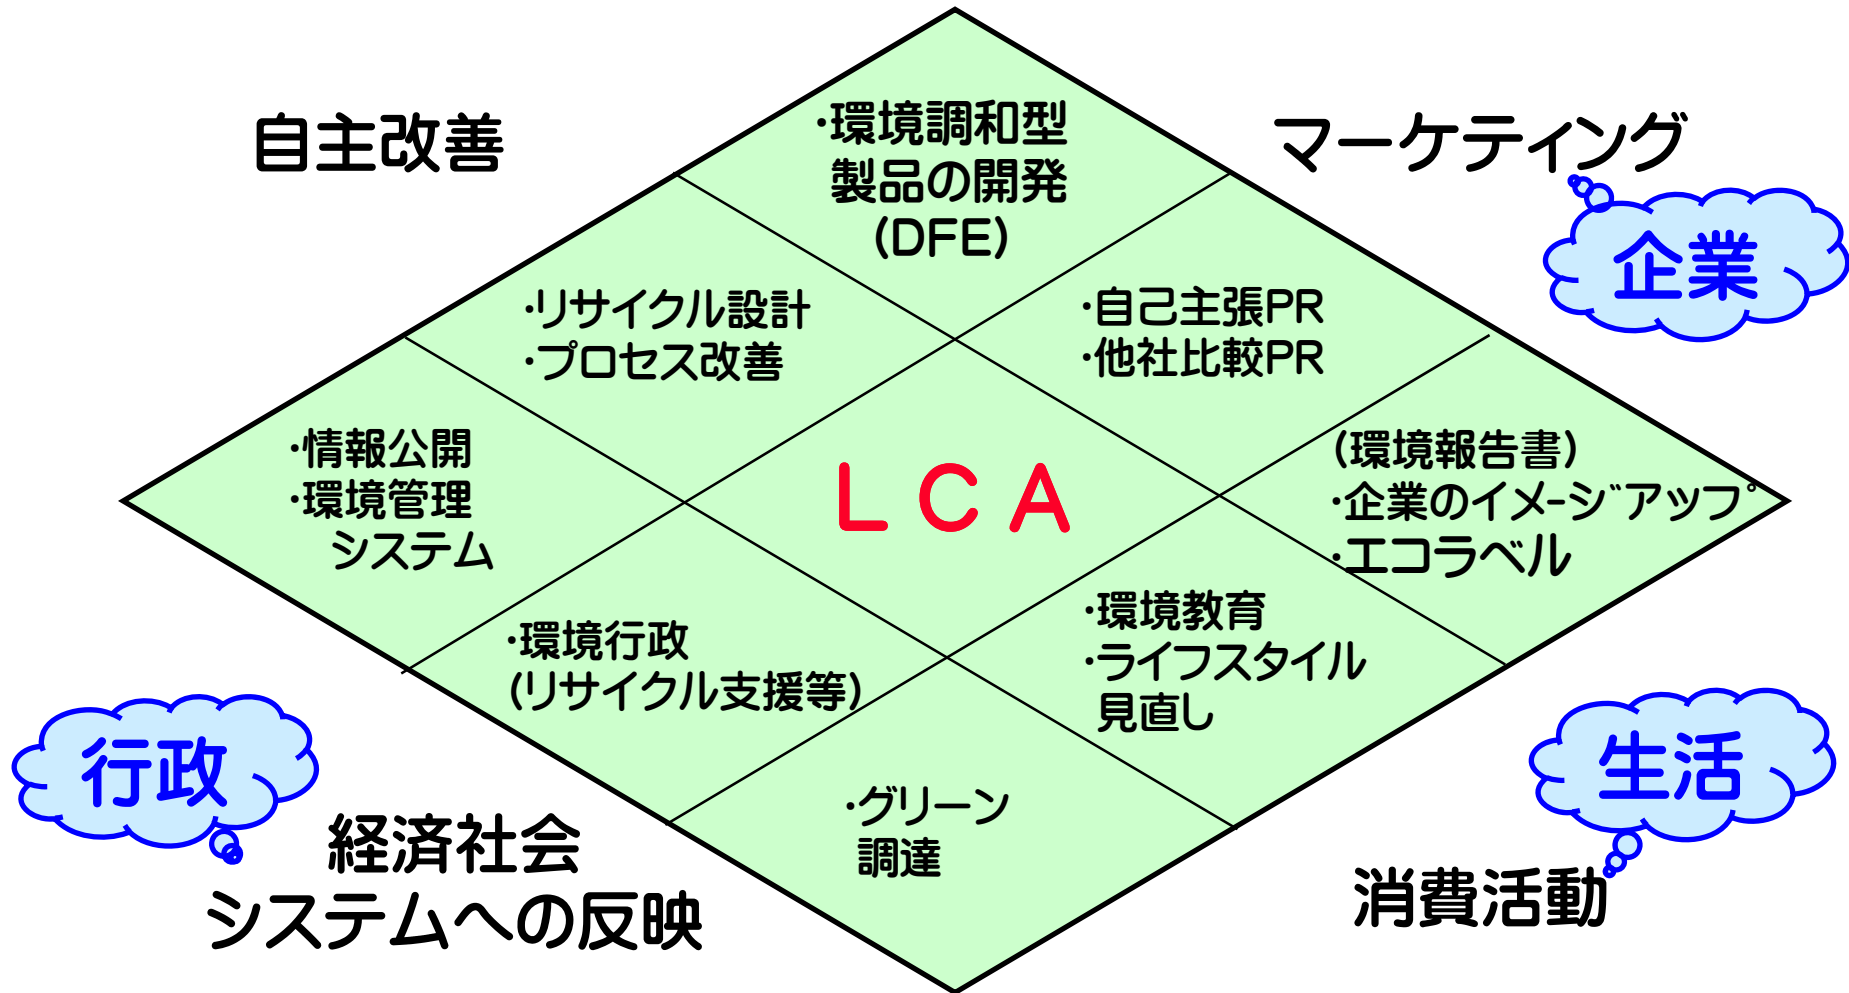 自主改善
マーケティング
企業
・環境調和型
製品の開発
(DFE)
・リサイクル設計
・プロセス改善
・自己主張PR
・他社比較PR
・情報公開
・環境管理
システム
LCA
(環境報告書)
・企業のイメージアップ
・エコラベル
・環境行政
(リサイクル支援等)
・環境教育
・ライフスタイル
見直し
・グリーン
調達
行政
経済社会
システムへの反映
生活
消費活動